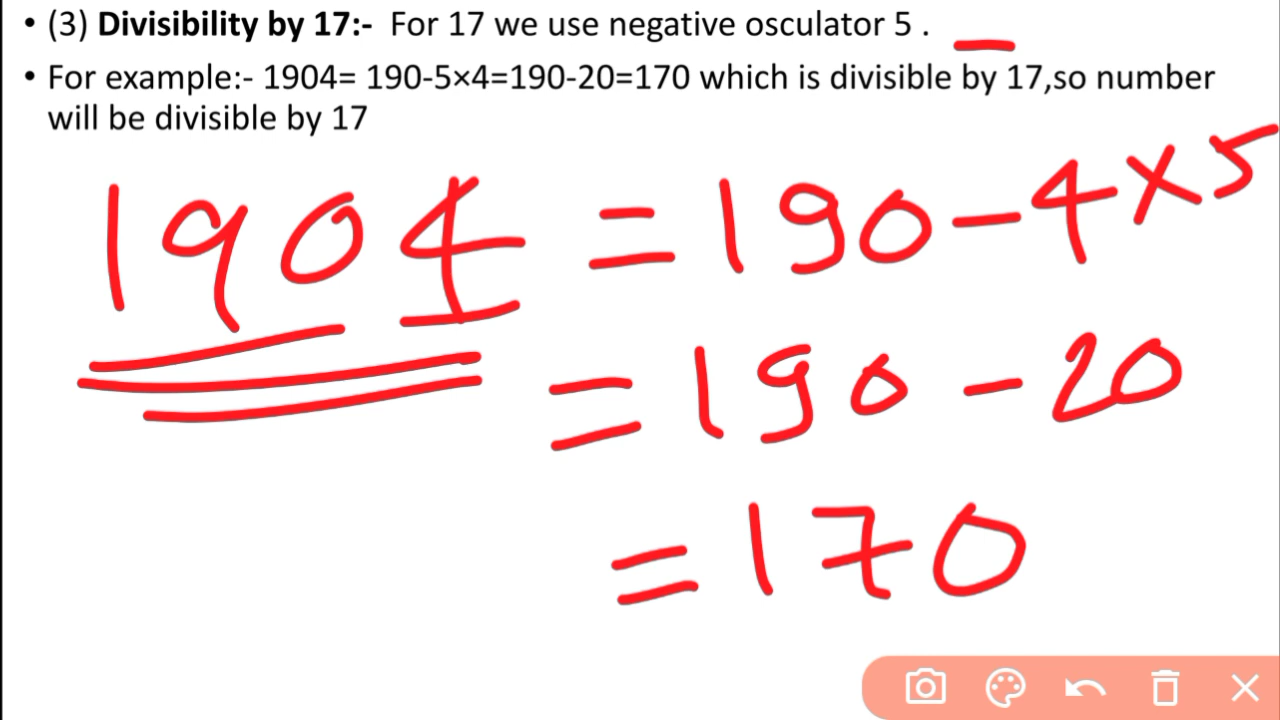 • (3) Divisibility by 17:- For 17 we use negative osculator 5 .
• For example:- 1904= 190-5×4=190-20=170 which is divisible by 17,so number
will be divisible by 17
1904 = 190 - 4 × 5
= 190 - 20
= 170